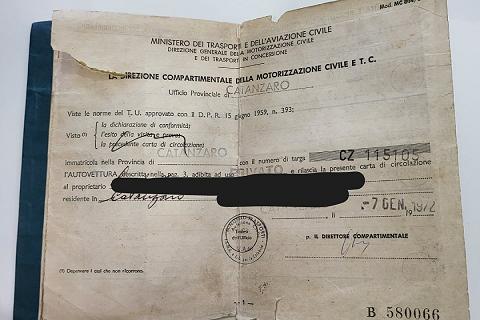 Mod. MC 804/
MINISTERO DEI TRASPORTI E DELL'AVIAZIONE CIVILE
DIREZIONE GENERALE DELLA MOTORIZZAZIONE CIVILE
E DEI TRASPORTI IN CONCESSIONE
LA DIREZIONE COMPARTIMENTALE DELLA MOTORIZZAZIONE CIVILE E T. C.
Ufficio Provinciale di CATANZARO
Viste le norme del T. U. approvato con il D. P. R. 15 giugno 1959, n. 393;
la dichiarazione di conformità;
Visto (¹) l'esito della visita e prova;
la precedente carta di circolazione;
CATANZARO
immatricola nella Provincia di con il numero di targa CZ 115105
l'AUTOVETTURA descritta nella pag. 3, adibita ad uso PRIVATO e rilascia la presente carta di circolazione
al proprietario
residente in Catanzaro
-7 GEN. 1972
p. IL DIRETTORE COMPARTIMENTALE
(¹) Depennare i casi che non ricorrono.
— 1 —
B 580066